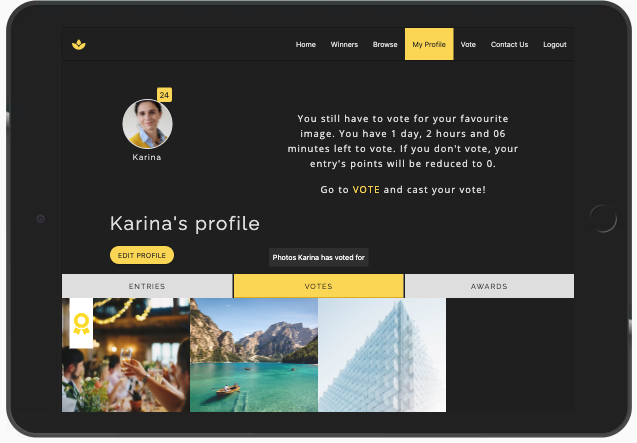 Home Winners Browse My Profile Vote Contact Us Logout
24
Karina
You still have to vote for your favourite
image. You have 1 day, 2 hours and 06
minutes left to vote. If you don't vote, your
entry's points will be reduced to 0.
Go to VOTE and cast your vote!
Karina's profile
EDIT PROFILE
Photos Karina has voted for
ENTRIES VOTES AWARDS